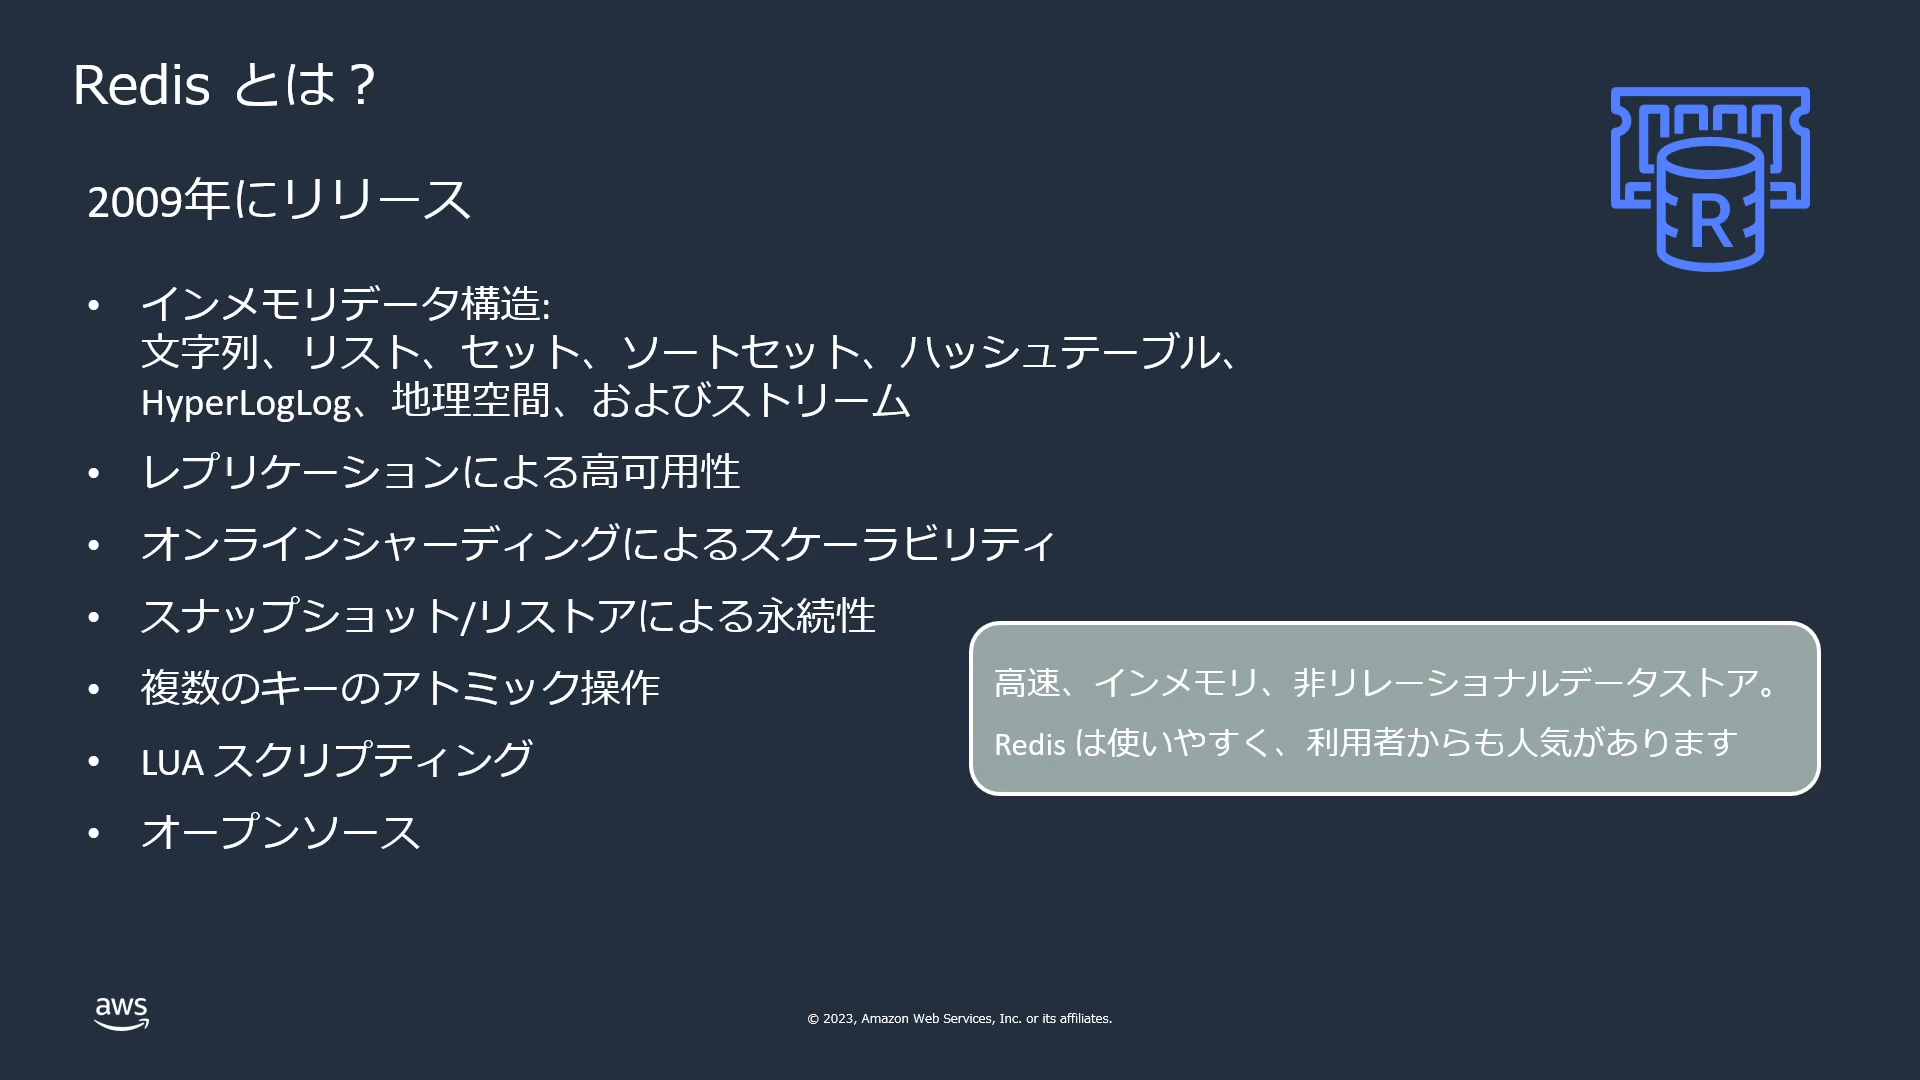 Redis とは？
2009年にリリース
• インメモリデータ構造:
文字列、リスト、セット、ソートセット、ハッシュテーブル、
HyperLogLog、地理空間、およびストリーム
• レプリケーションによる高可用性
• オンラインシャーディングによるスケーラビリティ
• スナップショット/リストアによる永続性
• 複数のキーのアトミック操作
• LUA スクリプティング
• オープンソース
R
高速、インメモリ、非リレーショナルデータストア。
Redis は使いやすく、利用者からも人気があります
aws
© 2023, Amazon Web Services, Inc. or its affiliates.